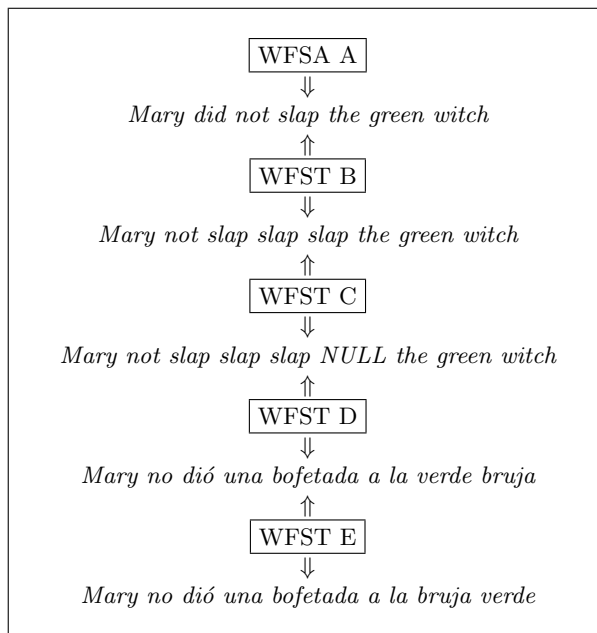 WFSA A
⇓
Mary did not slap the green witch
⇑
WFST B
⇓
Mary not slap slap slap the green witch
⇑
WFST C
⇓
Mary not slap slap slap NULL the green witch
⇑
WFST D
⇓
Mary no dió una bofetada a la verde bruja
⇑
WFST E
⇓
Mary no dió una bofetada a la bruja verde